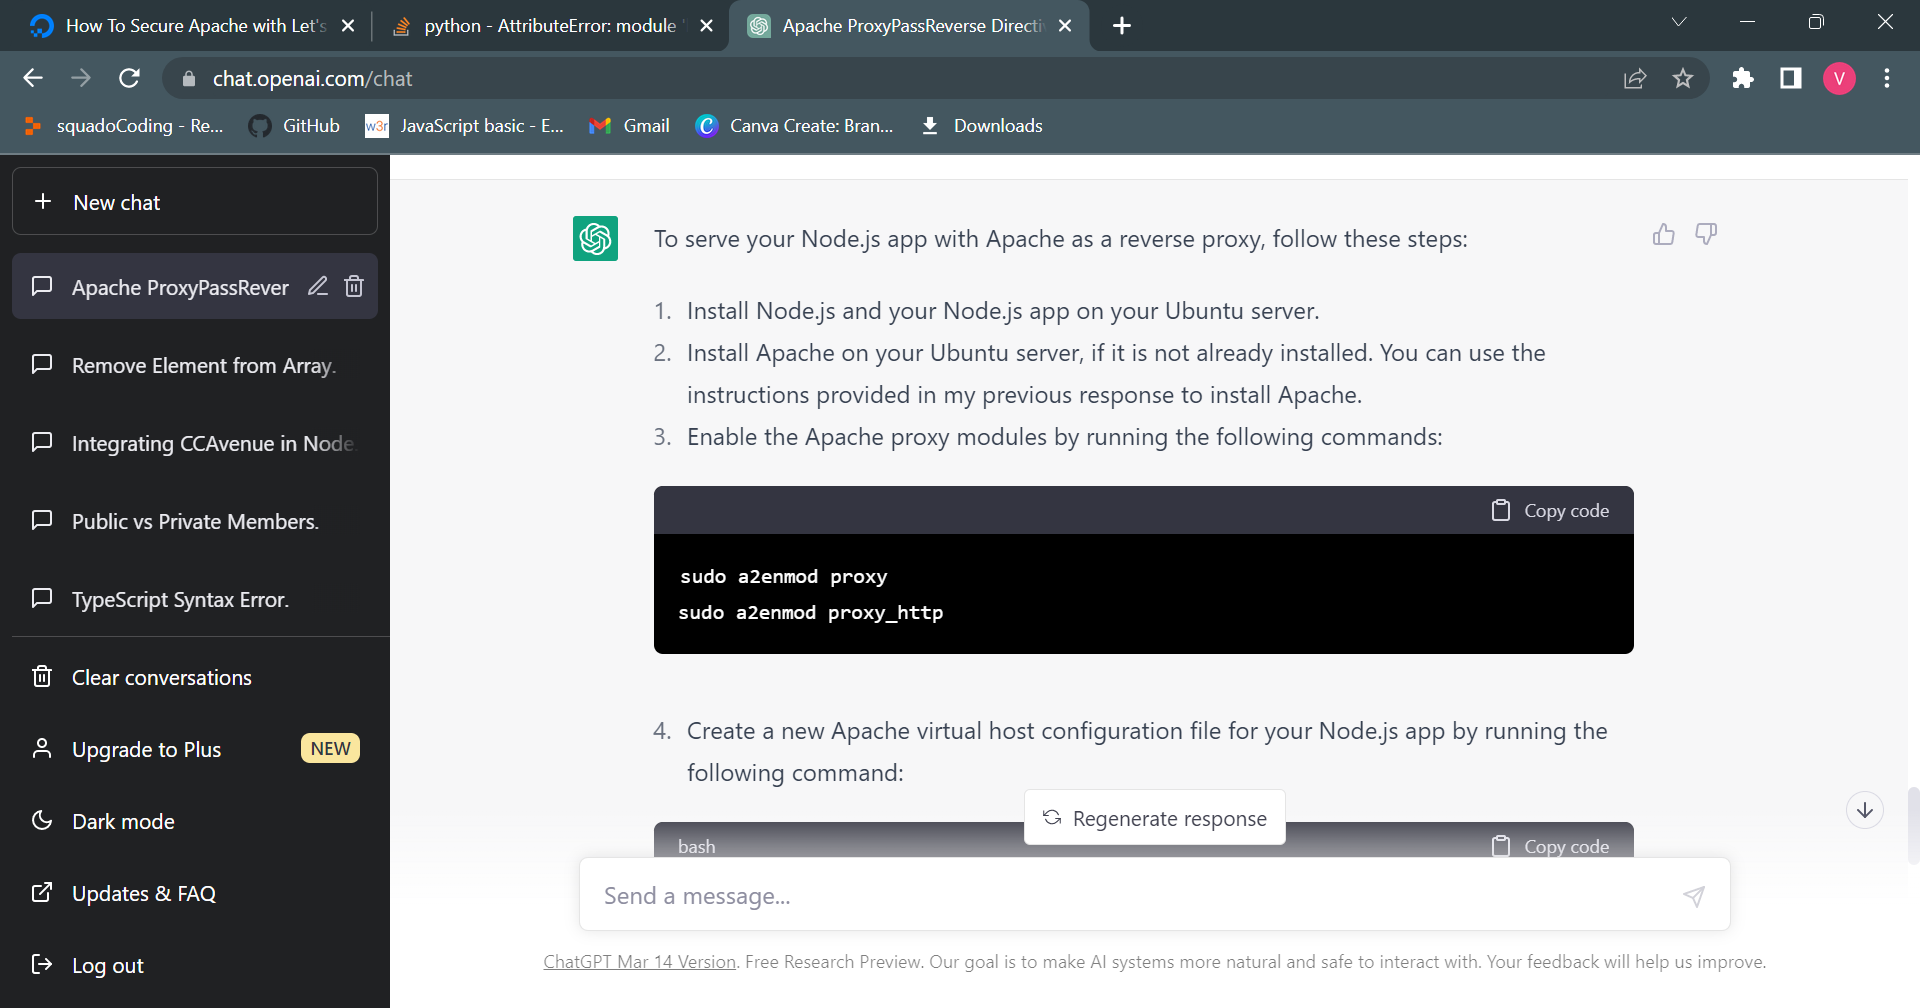 How To Secure Apache with Let's
python - AttributeError: module '
Apache ProxyPassReverse Directi
chat.openai.com/chat
V
squadoCoding - Re...
GitHub
w3r
JavaScript basic - E...
Gmail
Canva Create: Bran...
Downloads
New chat
Apache ProxyPassRever
Remove Element from Array.
Integrating CCAvenue in Node.
Public vs Private Members.
TypeScript Syntax Error.
Clear conversations
Upgrade to Plus
NEW
Dark mode
Updates & FAQ
Log out
To serve your Node.js app with Apache as a reverse proxy, follow these steps:
1. Install Node.js and your Node.js app on your Ubuntu server.
2. Install Apache on your Ubuntu server, if it is not already installed. You can use the
instructions provided in my previous response to install Apache.
3. Enable the Apache proxy modules by running the following commands:
Copy code
sudo a2enmod proxy
sudo a2enmod proxy_http
4. Create a new Apache virtual host configuration file for your Node.js app by running the
following command:
Regenerate response
bash
Copy code
Send a message...
ChatGPT Mar 14 Version. Free Research Preview. Our goal is to make AI systems more natural and safe to interact with. Your feedback will help us improve.